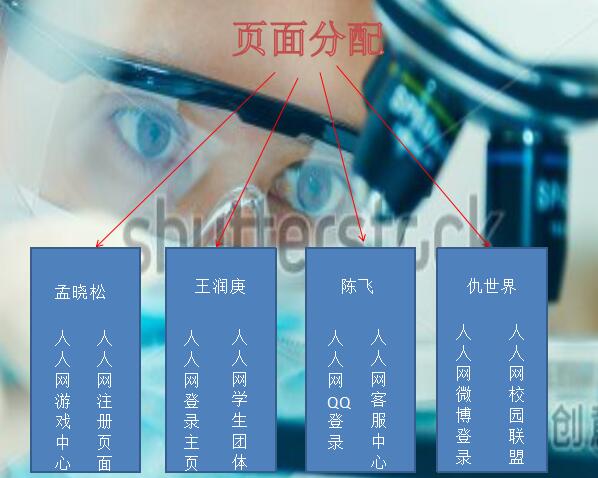 页面分配
shutterstock
孟晓松
人人网游戏中心
人人网注册页面
王润庚
人人网登录主页
人人网学生团体
陈飞
人人网QQ登录
人人网客服中心
仇世界
人人网微博登录
人人网校园联盟
创意